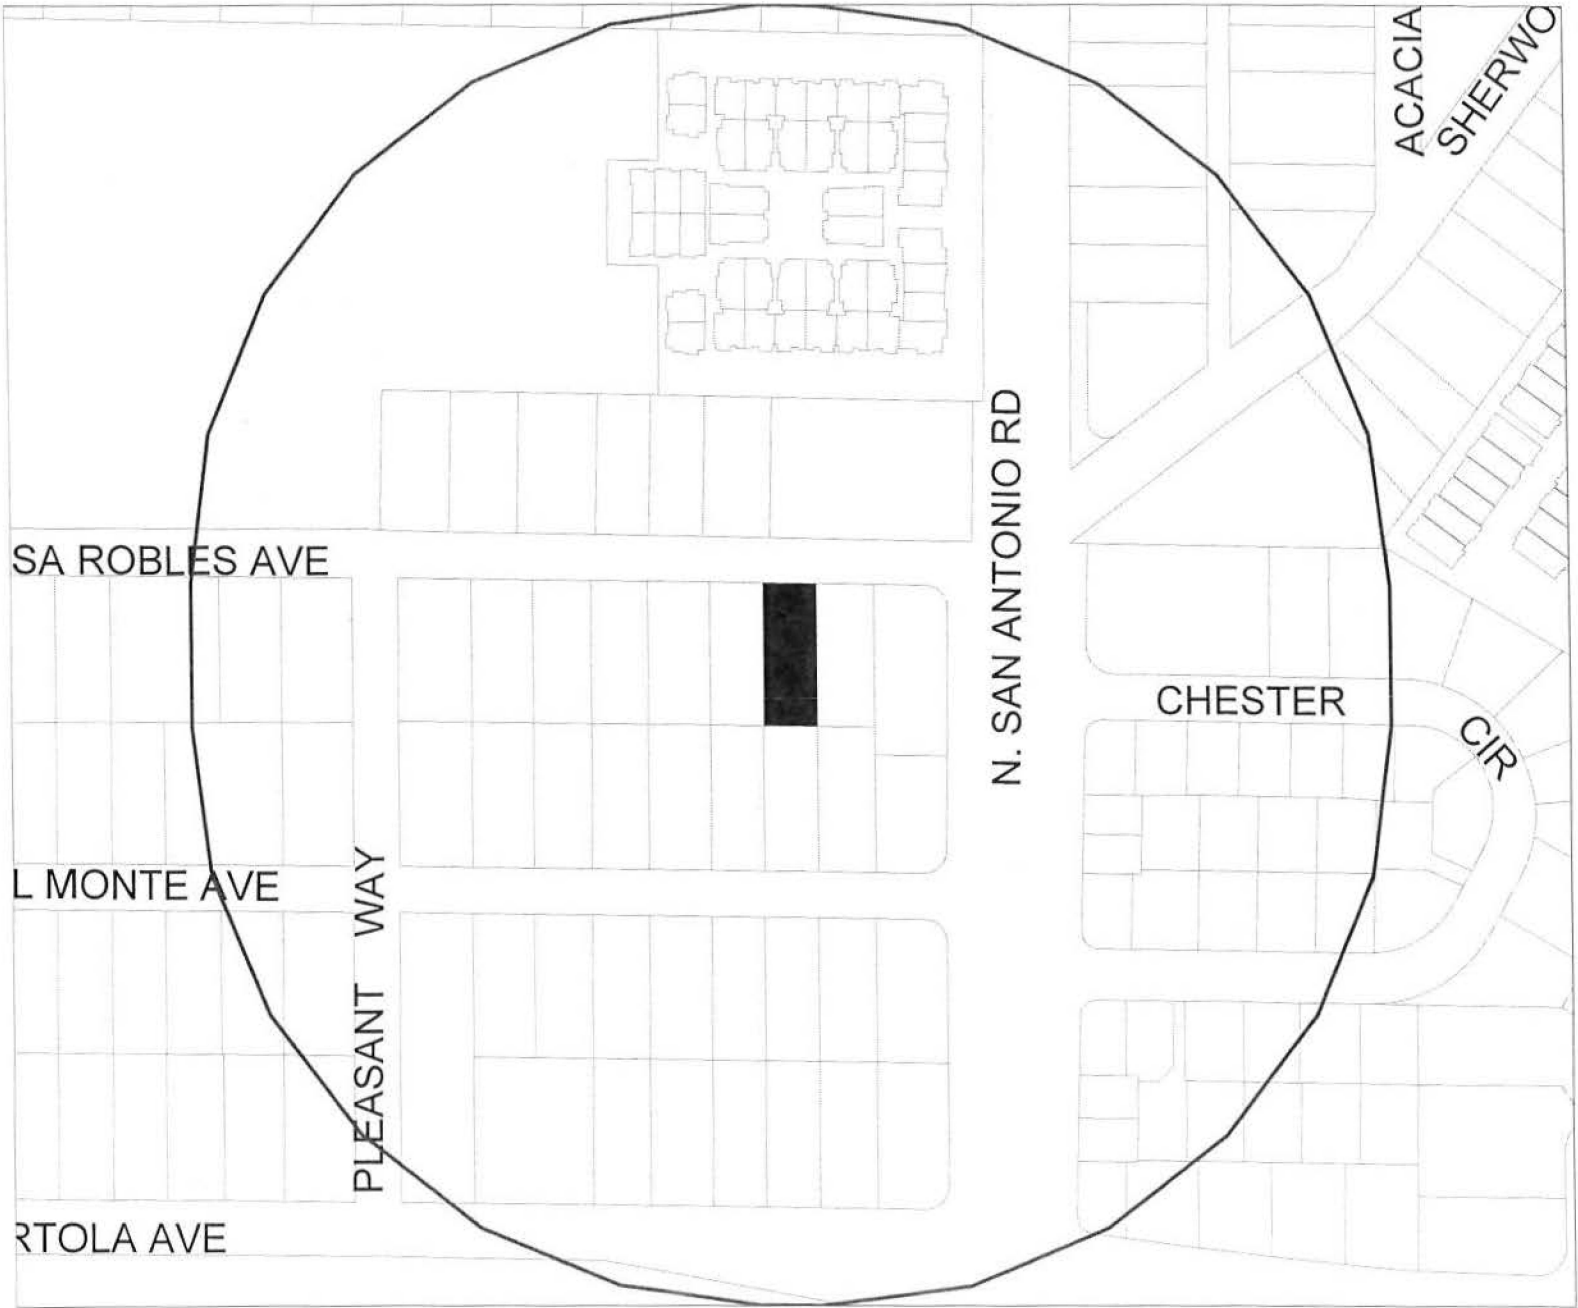 ACACIA
SHERWO
N. SAN ANTONIO RD
SA ROBLES AVE
CHESTER
CIR
L MONTE AVE
PLEASANT WAY
RTOLA AVE